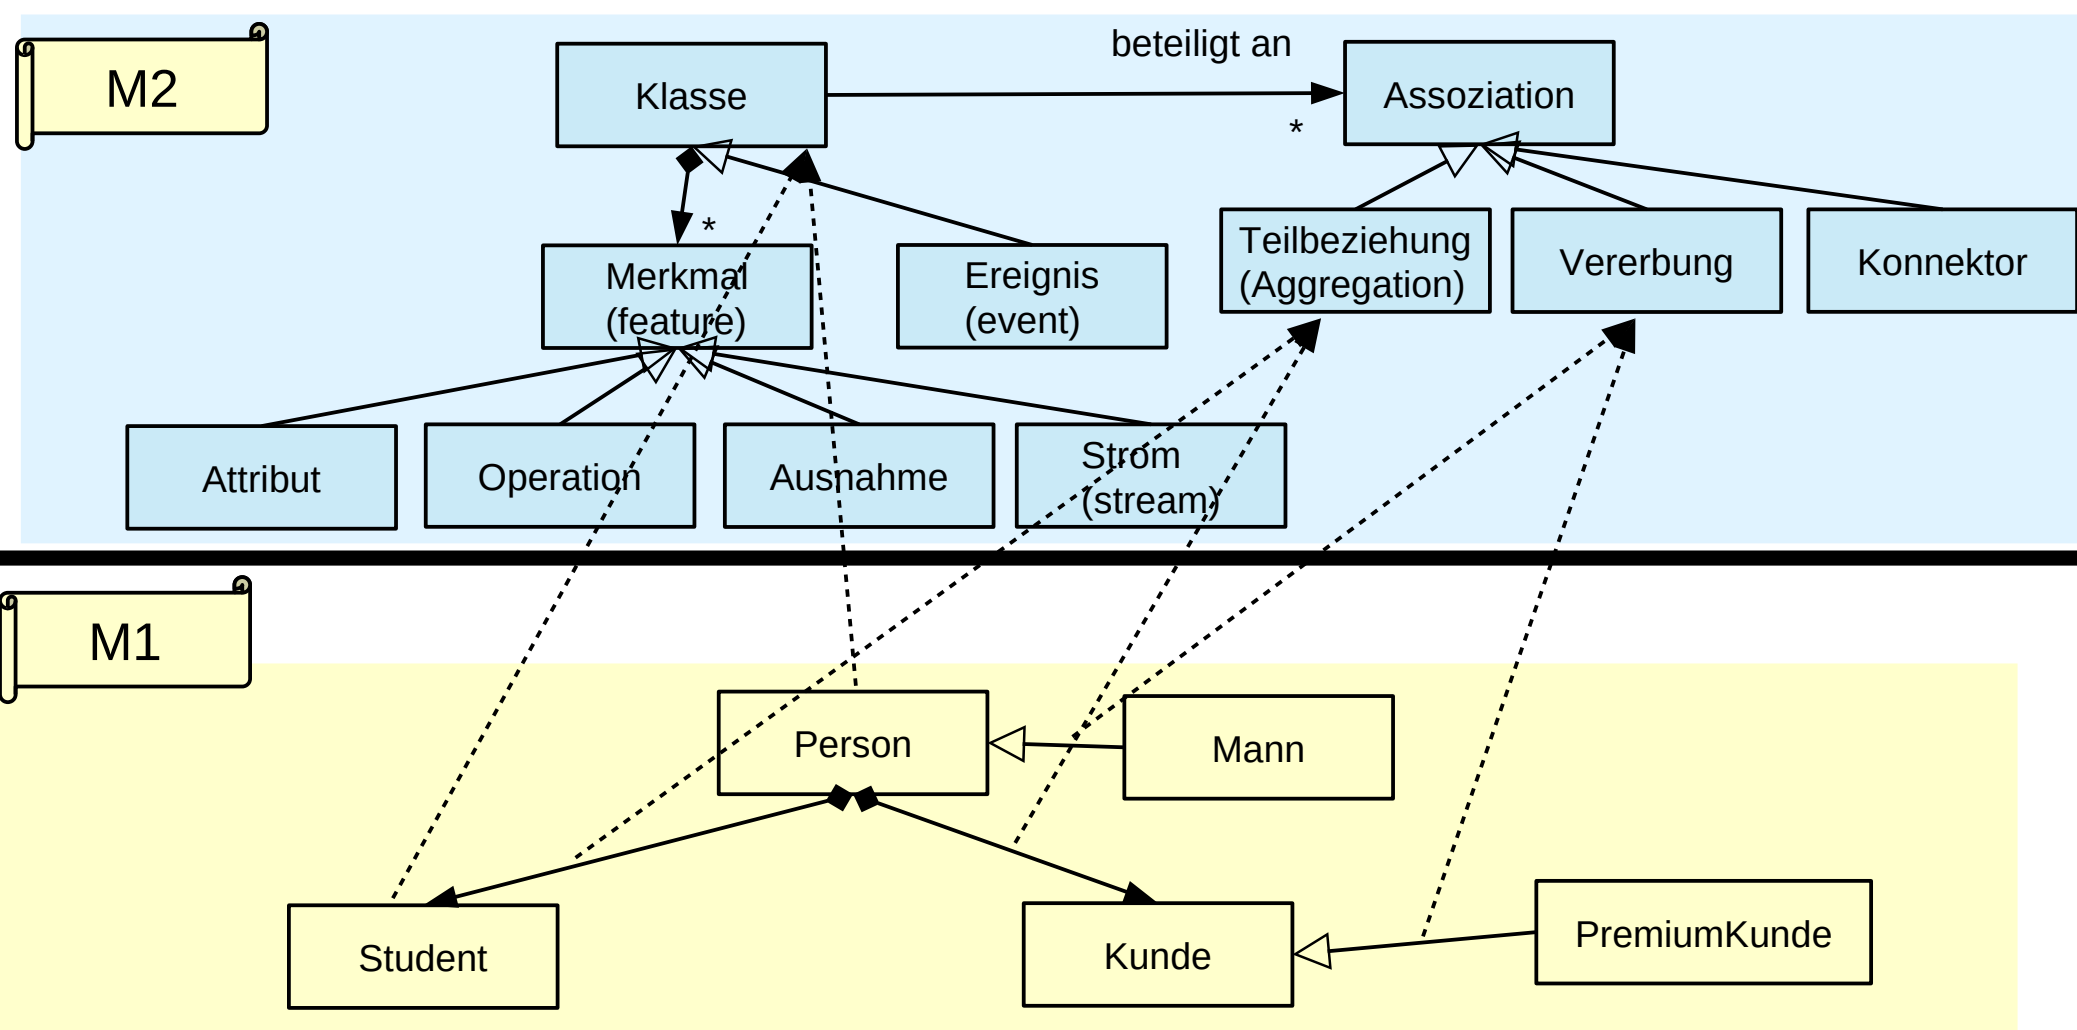 M2
Klasse
beteiligt an
*
Assoziation
*
Merkmal
(feature)
Ereignis
(event)
Teilbeziehung
(Aggregation)
Vererbung
Konnektor
Attribut
Operation
Ausnahme
Strom
(stream)
M1
Person
Mann
Student
Kunde
PremiumKunde